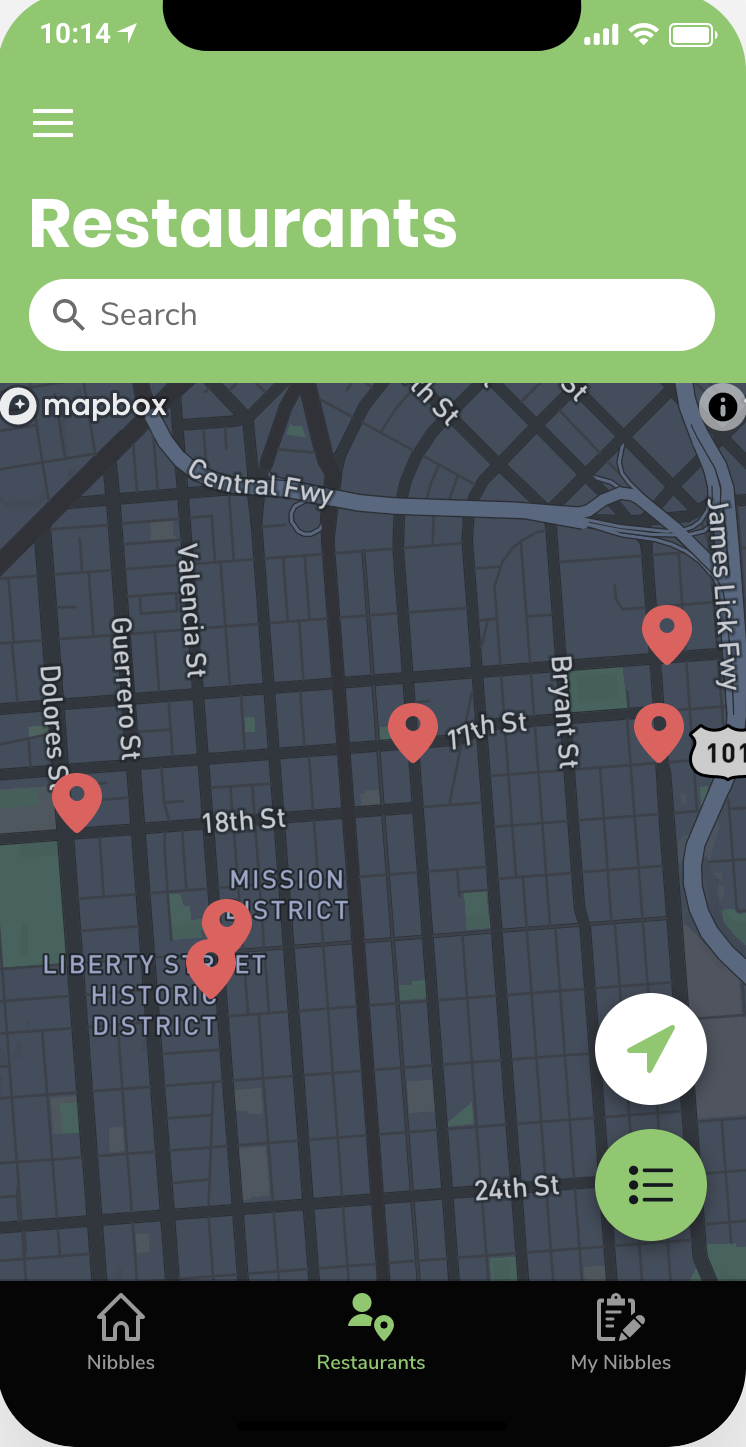 10:14
Restaurants
Search
mapbox
th St
St
Central Fwy
James Lick Fwy
Valencia St
Guerrero St
Dolores St
Bryant St
17th St
101
18th St
MISSION
DISTRICT
LIBERTY STREET
HISTORIC
DISTRICT
24th St
Nibbles
Restaurants
My Nibbles